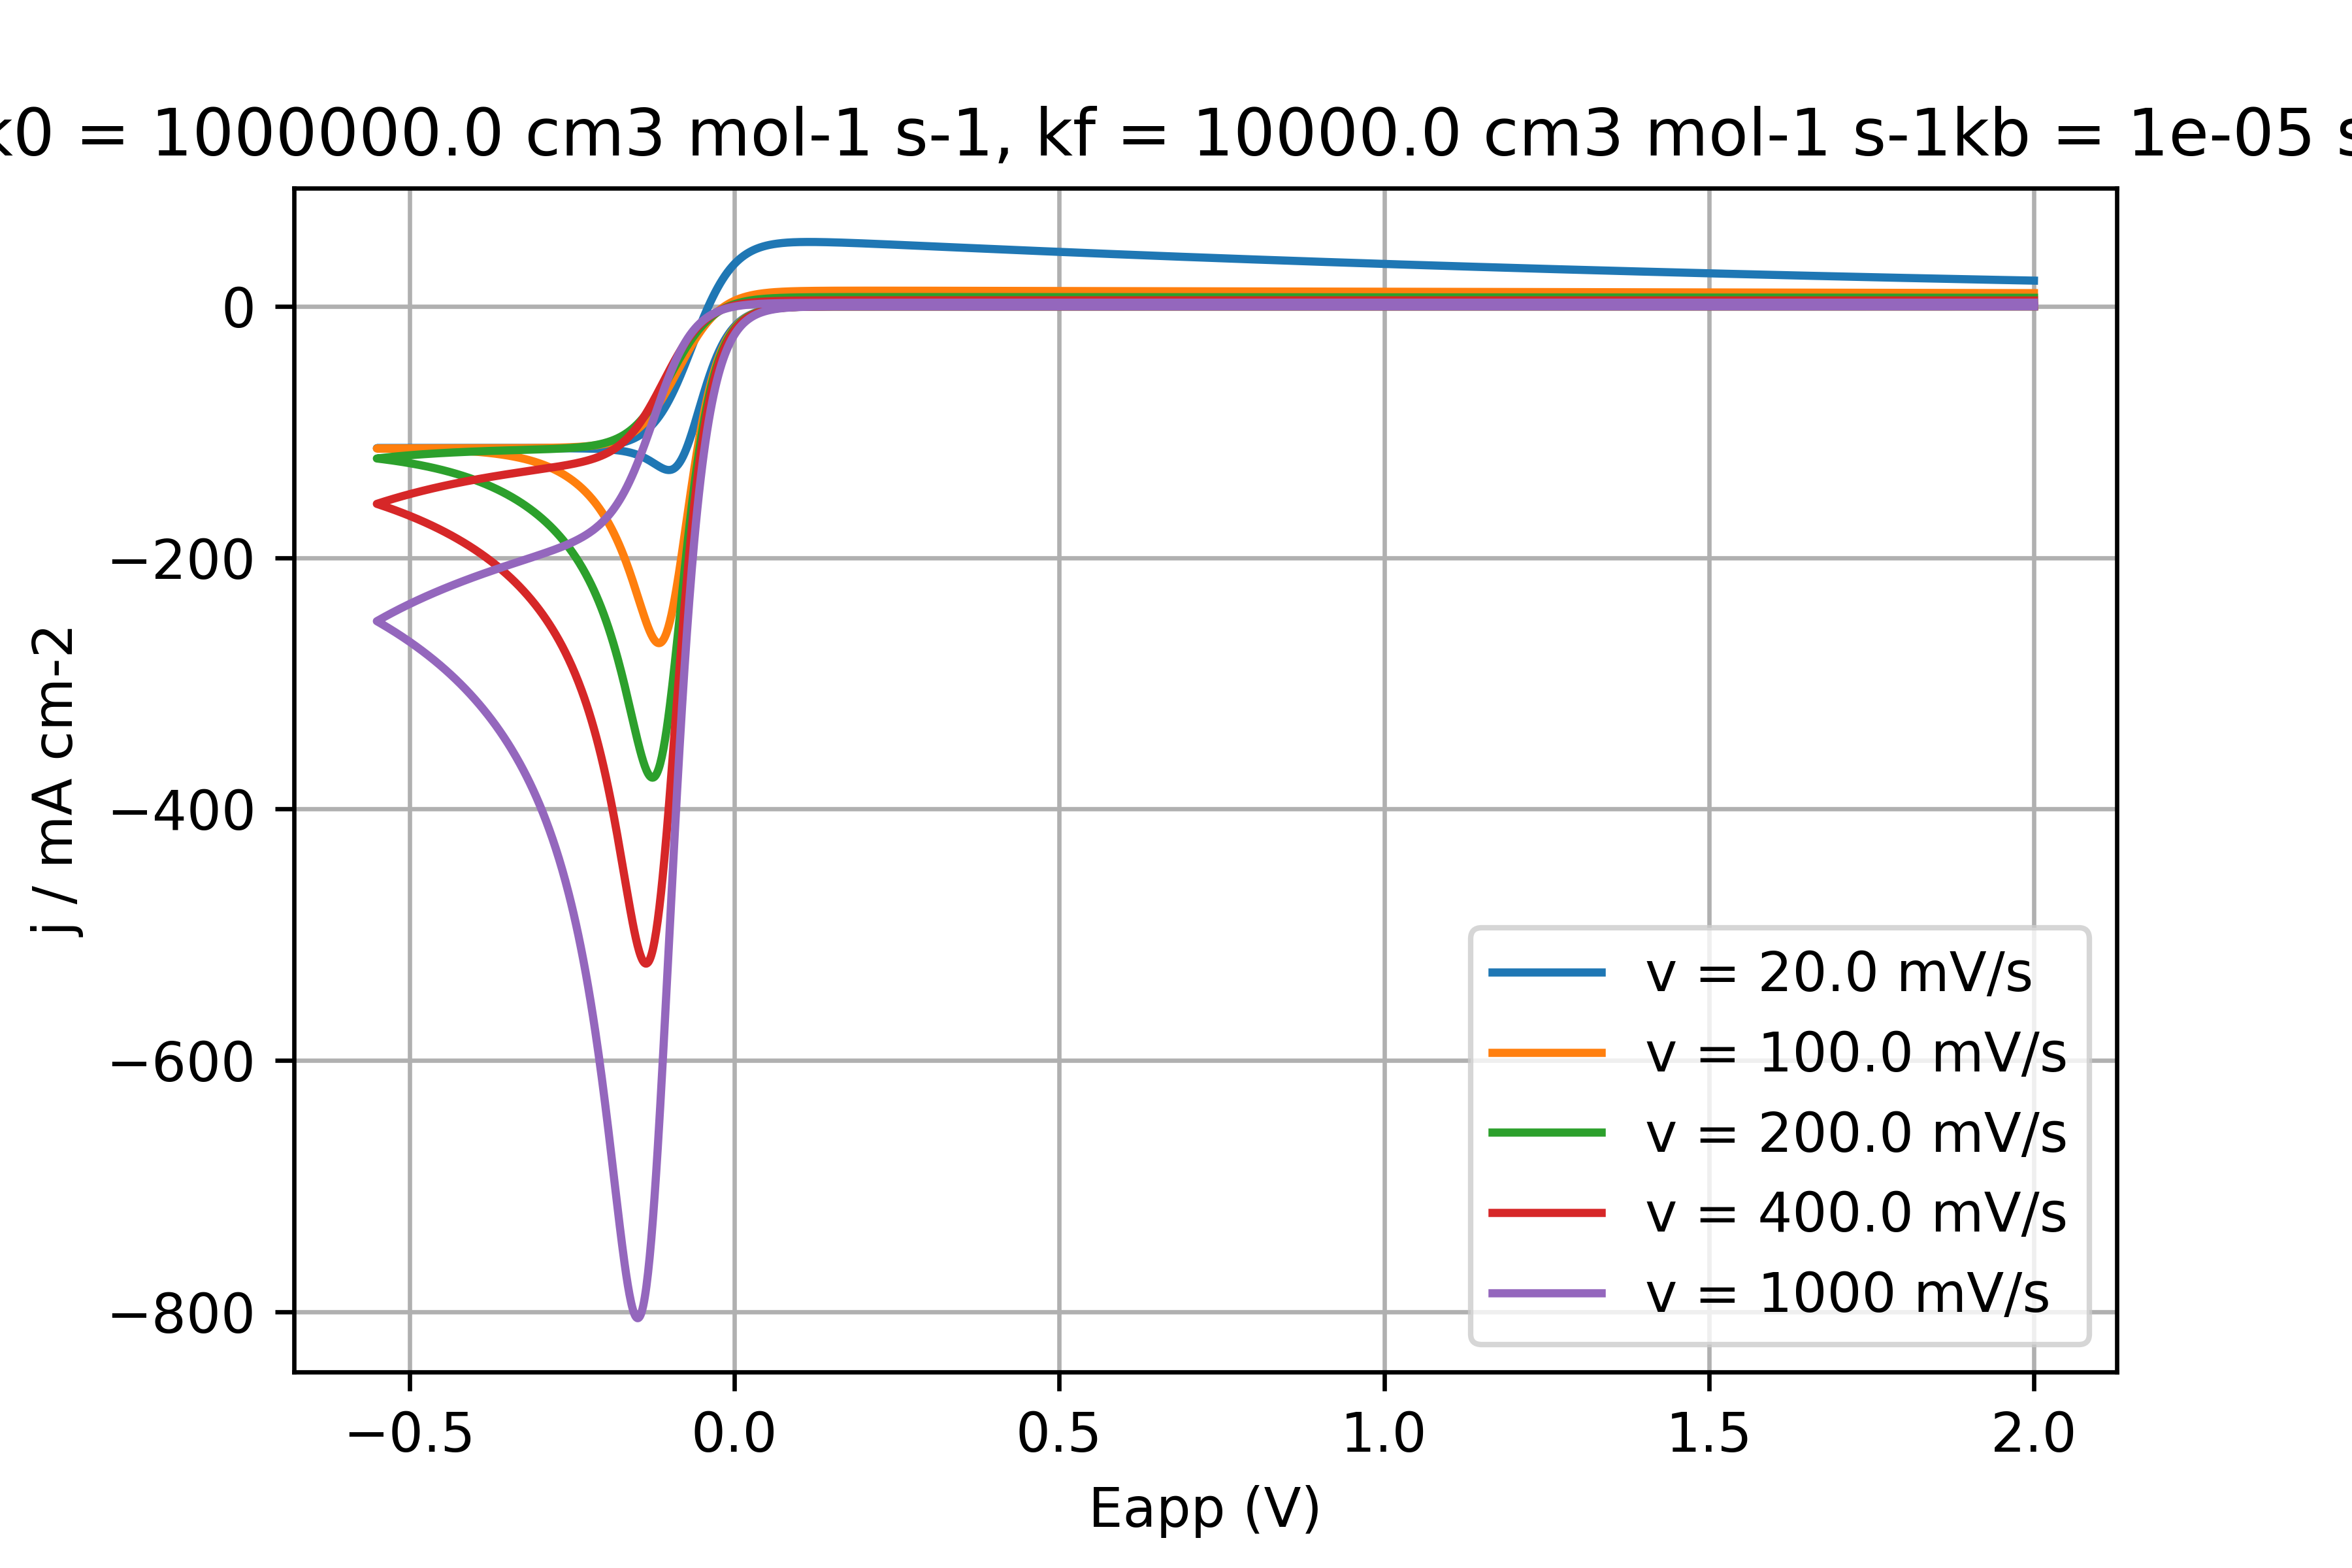 k0 = 1000000.0 cm3 mol-1 s-1, kf = 10000.0 cm3 mol-1 s-1kb = 1e-05 s
0
−200
−400
−600
−800
j / mA cm-2
v = 20.0 mV/s
v = 100.0 mV/s
v = 200.0 mV/s
v = 400.0 mV/s
v = 1000 mV/s
−0.5 0.0 0.5 1.0 1.5 2.0
Eapp (V)